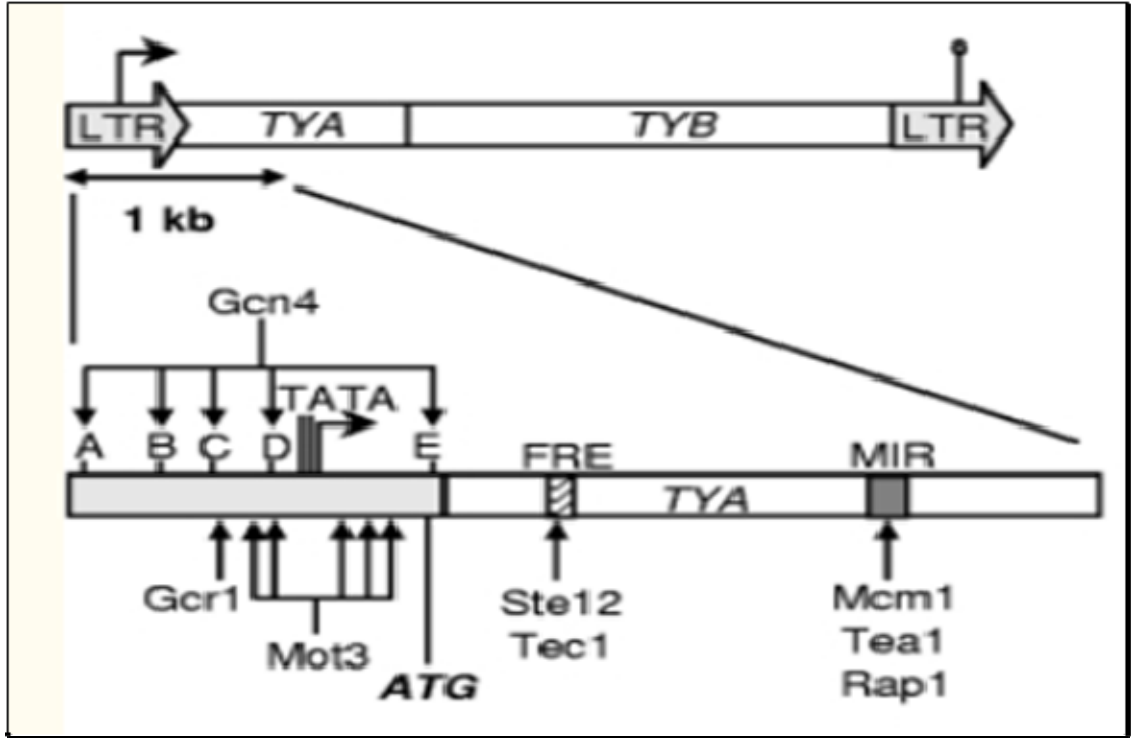 LTR TYA TYB LTR
1 kb
Gcn4
TATA
A B C D E FRE MIR
TYA
Gcr1 Ste12 Mcm1
Mot3 Tec1 Tea1
ATG Rap1